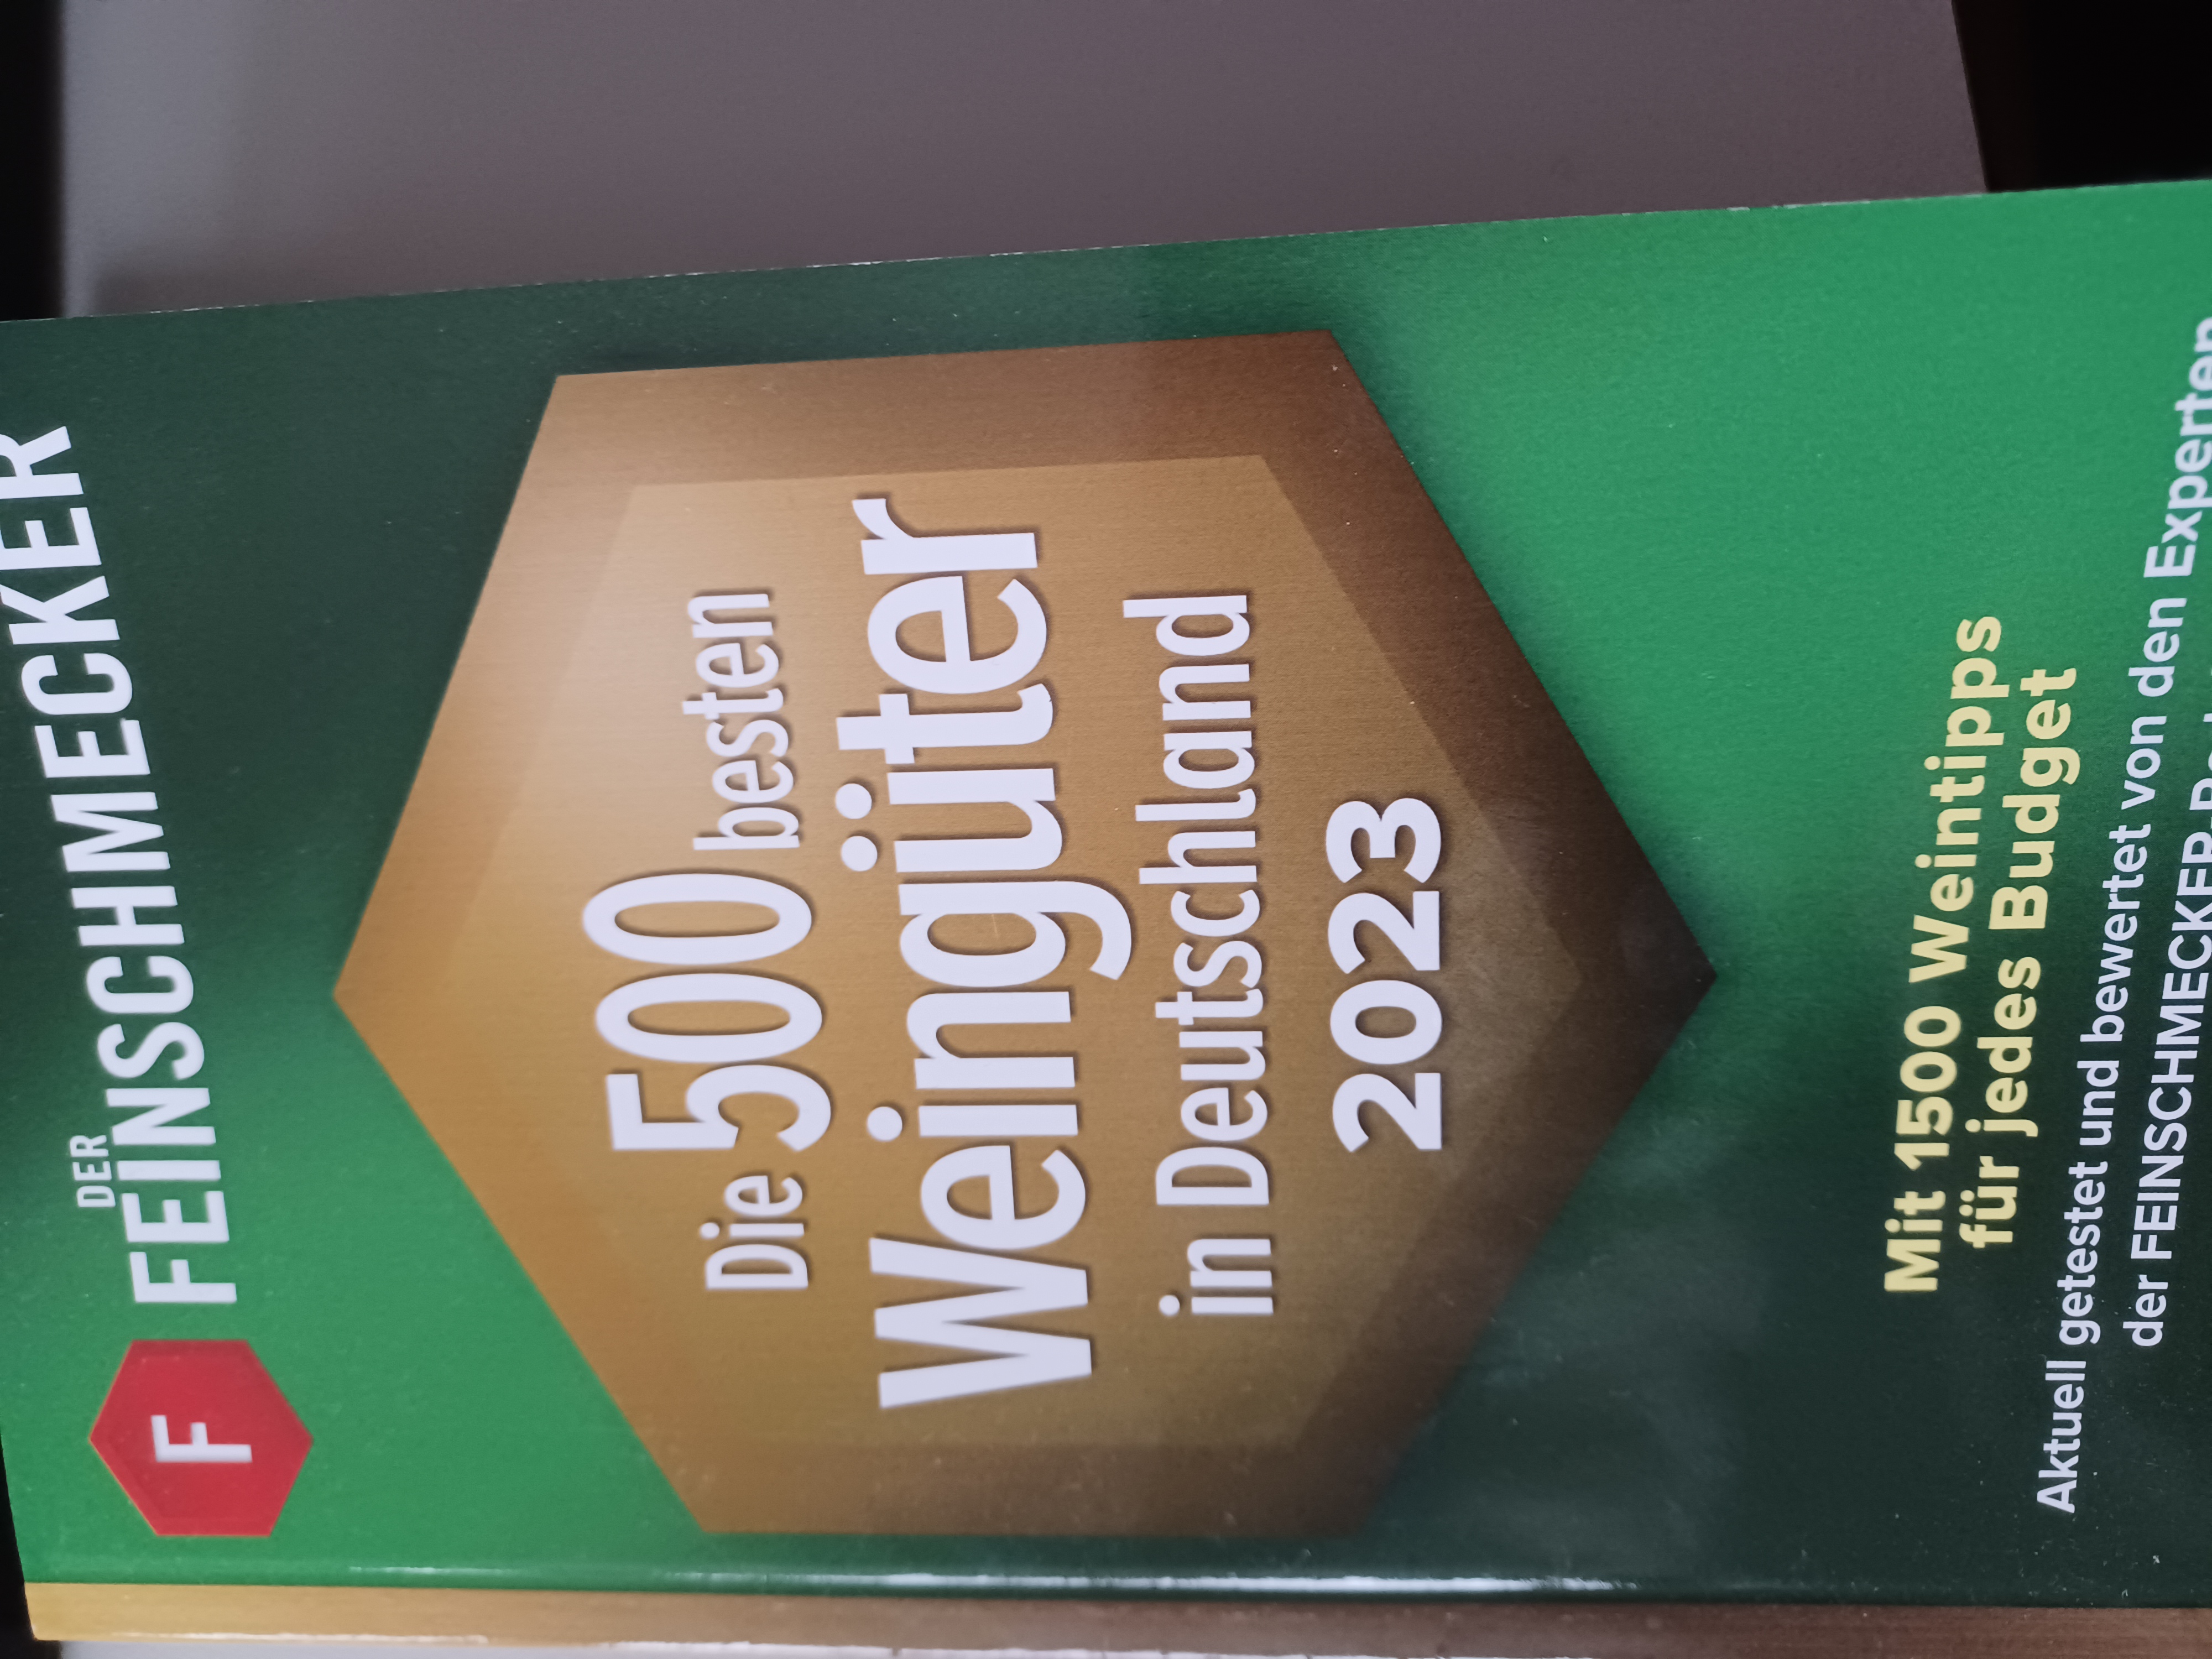 F
DER
FEINSCHMECKER
Die 500 besten
Weingüter
in Deutschland
2023
Mit 1500 Weintipps
für jedes Budget
Aktuell getestet und bewertet von den Experten
der FEINSCHMECKER